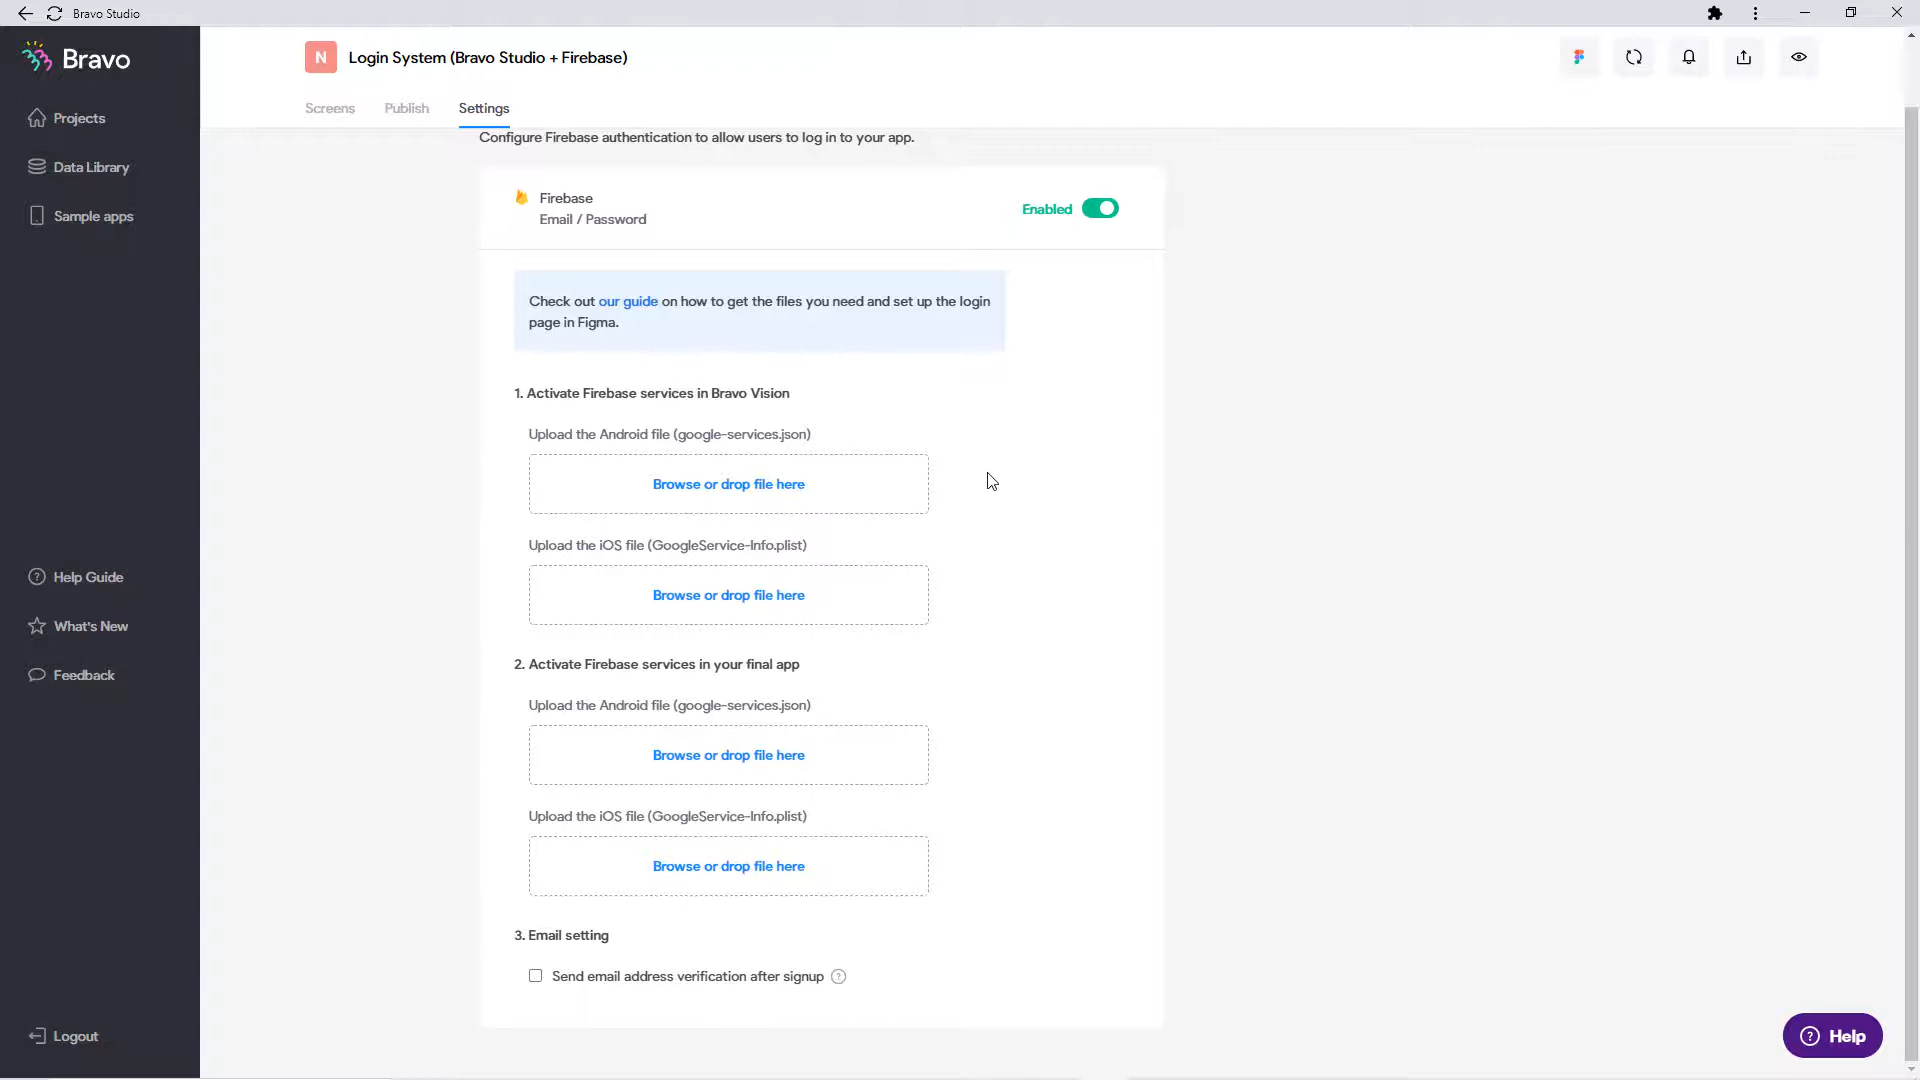 Bravo Studio
Bravo
N
Login System (Bravo Studio + Firebase)
Screens
Publish
Settings
Projects
Data Library
Sample apps
Help Guide
What's New
Feedback
Logout
Configure Firebase authentication to allow users to log in to your app.
Firebase
Email / Password
Enabled
Check out our guide on how to get the files you need and set up the login
page in Figma.
1. Activate Firebase services in Bravo Vision
Upload the Android file (google-services.json)
Browse or drop file here
Upload the iOS file (GoogleService-Info.plist)
Browse or drop file here
2. Activate Firebase services in your final app
Upload the Android file (google-services.json)
Browse or drop file here
Upload the iOS file (GoogleService-Info.plist)
Browse or drop file here
3. Email setting
Send email address verification after signup ?
? Help